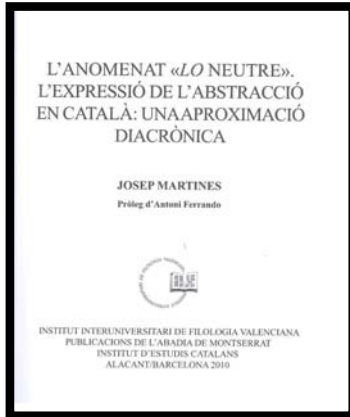 L'ANOMENAT «LO NEUTRE».
L'EXPRESSIÓ DE L'ABSTRACCIÓ
EN CATALÀ: UNAAPROXIMACIÓ
DIACRÒNICA
JOSEP MARTINES
Pròleg d'Antoni Ferrando
INSTITUT INTERUNIVERSITARI DE FILOLOGIA VALENCIANA
PUBLICACIONS DE L'ABADIA DE MONTSERRAT
INSTITUT D'ESTUDIS CATALANS
ALACANT/BARCELONA 2010